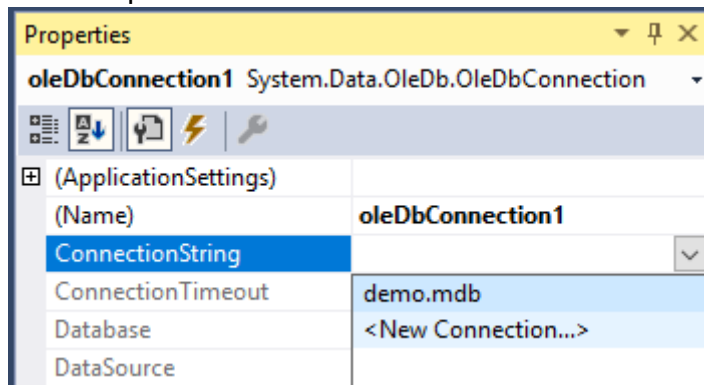 Properties
oleDbConnection1 System.Data.OleDb.OleDbConnection
(ApplicationSettings)
(Name) oleDbConnection1
ConnectionString
ConnectionTimeout demo.mdb
Database <New Connection...>
DataSource